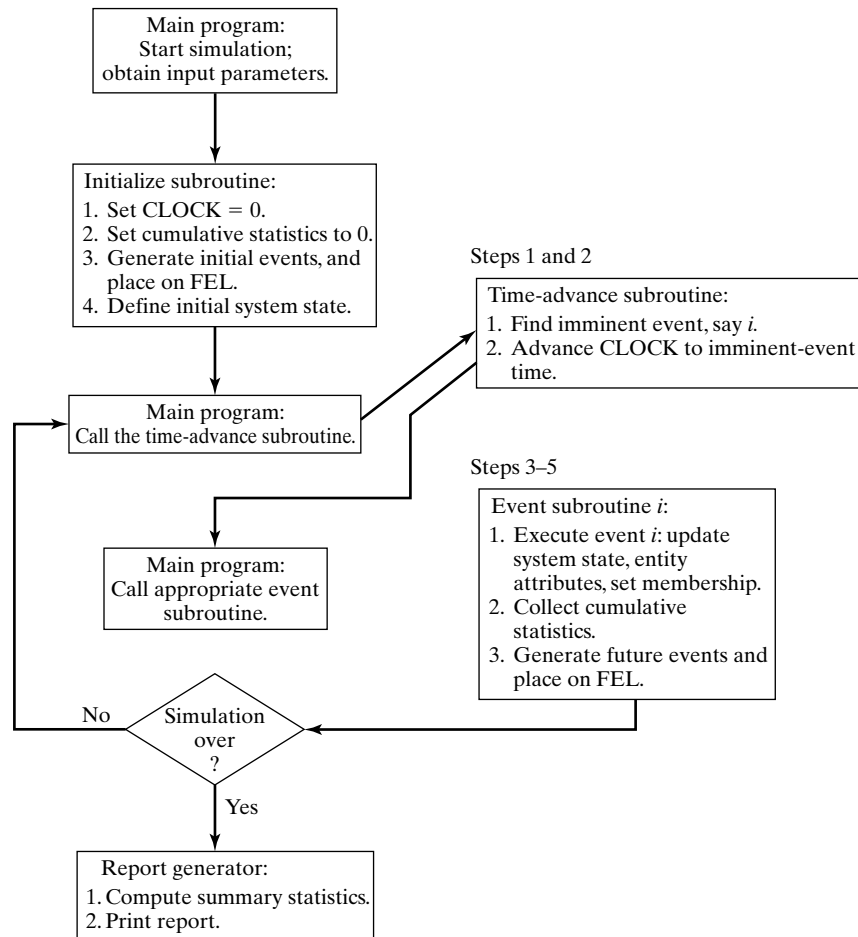 Main program:
Start simulation;
obtain input parameters.
Initialize subroutine:
1. Set CLOCK = 0.
2. Set cumulative statistics to 0.
3. Generate initial events, and
place on FEL.
4. Define initial system state.
Steps 1 and 2
Time-advance subroutine:
1. Find imminent event, say i.
2. Advance CLOCK to imminent-event
time.
Main program:
Call the time-advance subroutine.
Steps 3–5
Event subroutine i:
1. Execute event i: update
system state, entity
attributes, set membership.
2. Collect cumulative
statistics.
3. Generate future events and
place on FEL.
Main program:
Call appropriate event
subroutine.
No
Simulation
over
?
Yes
Report generator:
1. Compute summary statistics.
2. Print report.